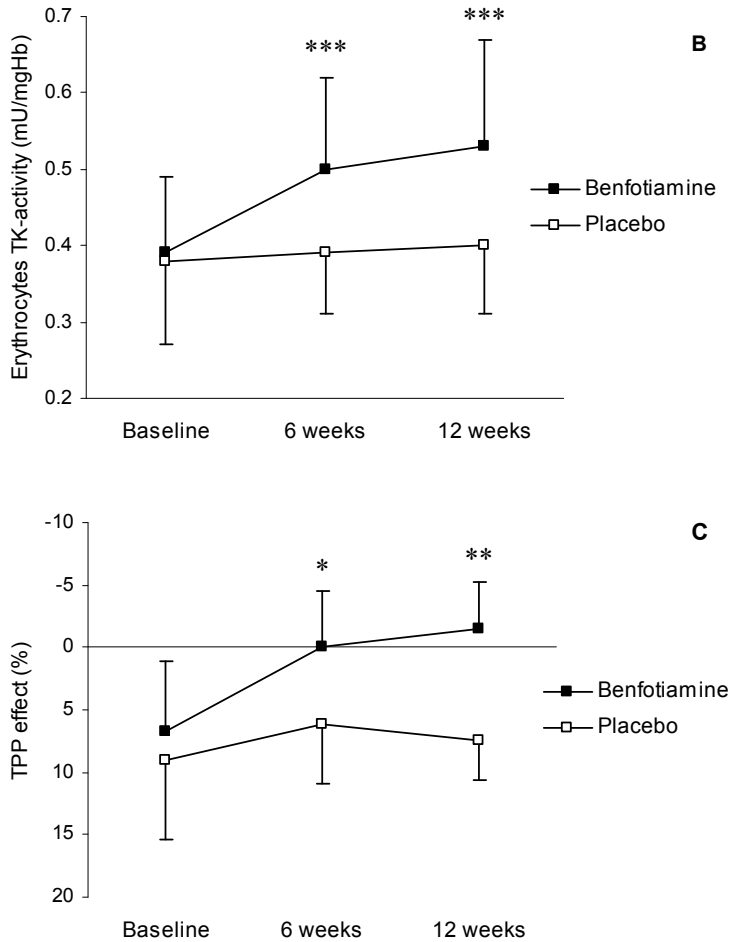 Erythrocytes TK-activity (mU/mgHb)
0.7
0.6
0.5
0.4
0.3
0.2
***
***
B
Benfotiamine
Placebo
Baseline
6 weeks
12 weeks
TPP effect (%)
-10
-5
0
5
10
15
20
*
**
C
Benfotiamine
Placebo
Baseline
6 weeks
12 weeks